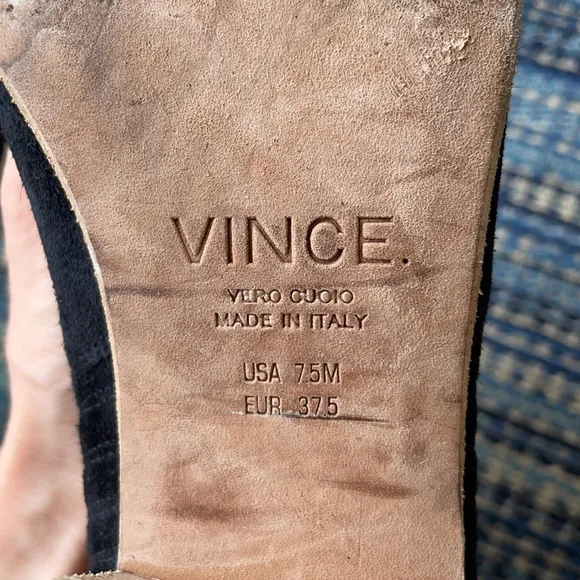 VINCE.
VERO CUOIO
MADE IN ITALY
USA 7.5M
EUR 37.5